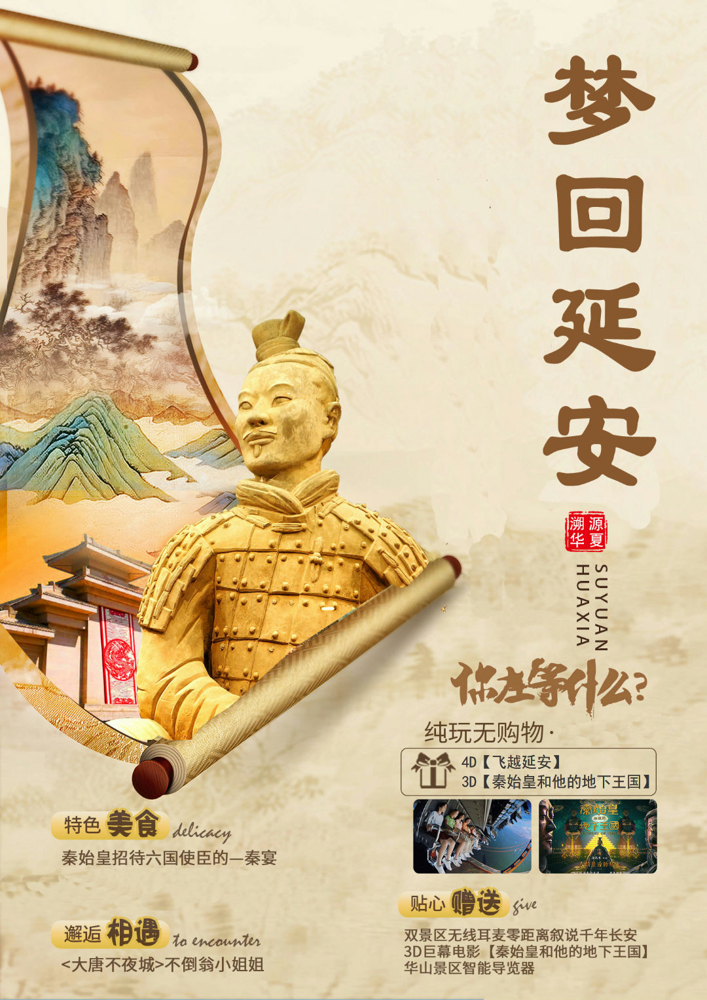 梦回延安
溯源
华夏
SUYUAN
HUAXIA
你在等什么?
纯玩无购物·
4D【飞越延安】
3D【秦始皇和他的地下王国】
秦始皇
和他的
地下王國
特色美食 delicacy
秦始皇招待六国使臣的—秦宴
贴心赠送 give
双景区无线耳麦零距离叙说千年长安
3D巨幕电影【秦始皇和他的地下王国】
华山景区智能导览器
邂逅相遇 to encounter
<大唐不夜城>不倒翁小姐姐